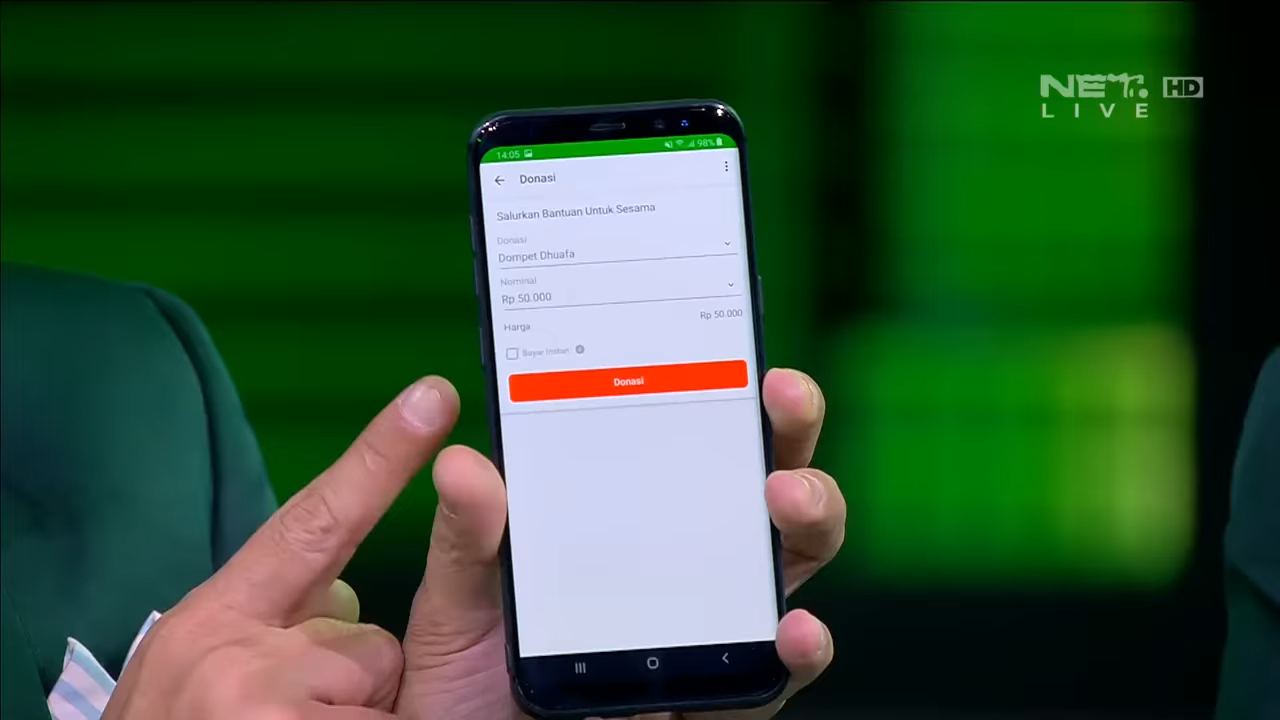 NET.
HD
LIVE
14:05
98%
Donasi
Salurkan Bantuan Untuk Sesama
Donasi
Dompet Dhuafa
Nominal
Rp 50.000
Harga
Rp 50.000
Bayar Instan
Donasi